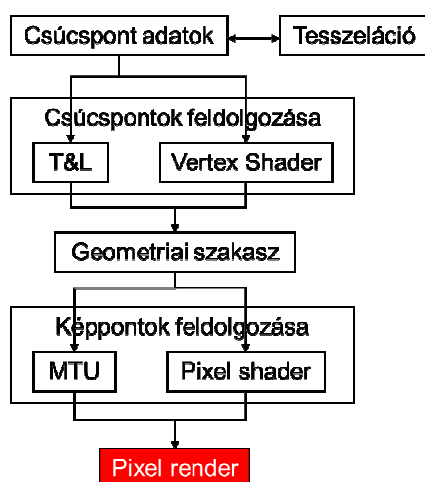 Csúcspont adatok
Tesszeláció
Csúcspontok feldolgozása
T&L
Vertex Shader
Geometriai szakasz
Képpontok feldolgozása
MTU
Pixel shader
Pixel render